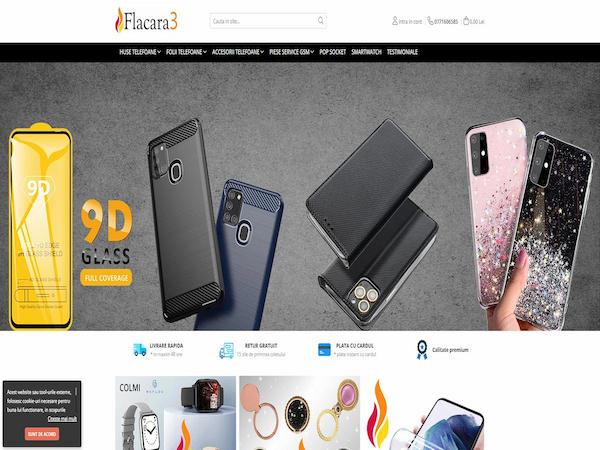 Flacara3
Cauta in site...
Intra in cont
0771606585
0,00 Lei
HUSE TELEFOANE
FOLII TELEFOANE
ACCESORII TELEFOANE
PIESE SERVICE GSM
POP SOCKET
SMARTWATCH
TESTIMONIALE
9D
9D
GLASS
FULL COVERAGE
LIVRARE RAPIDA
* in maxim 48 ore
RETUR GRATUIT
15 zile de primirea coletului
PLATA CU CARDUL
* plata instant cu cardul
Calitate premium
Acest website sau tool-urile externe,
folosesc cookie-uri necesare pentru
buna lui functionare, in scopurile
Citeste mai mult
SUNT DE ACORD
COLMI